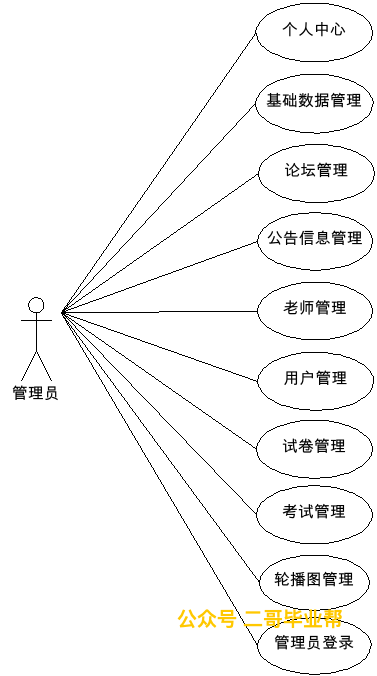 个人中心
基础数据管理
论坛管理
公告信息管理
老师管理
用户管理
管理员
试卷管理
考试管理
轮播图管理
公众号 二哥毕业帮
管理员登录